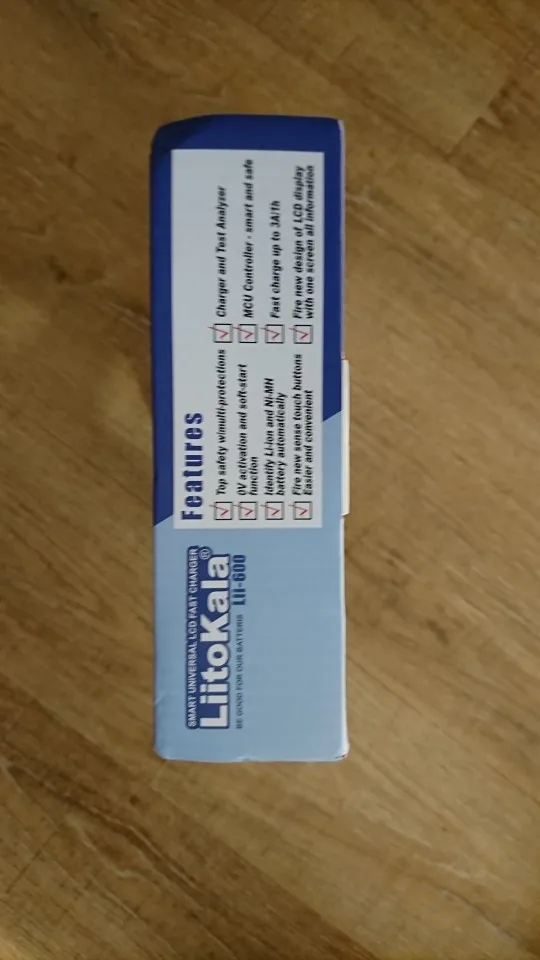 SMART UNIVERSAL LCD FAST CHARGER
LiitoKala®
BE GOOD FOR OUR BATTERIS Lii-600
Features
Top safety w/multi-protections
0V activation and soft-start
function
Identify Li-ion and Ni-MH
battery automatically
Fire new sense touch buttons
Easier and convenient
Charger and Test Analyzer
MCU Controller - smart and safe
Fast charge up to 3A/1h
Fire new design of LCD display
with one screen all information